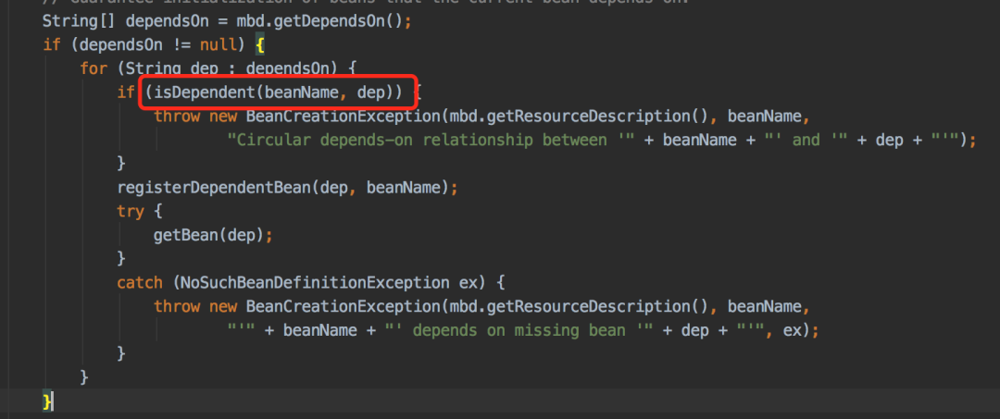 // Guarantee initialization of beans that the current bean depends on.
String[] dependsOn = mbd.getDependsOn();
if (dependsOn != null) {
for (String dep : dependsOn) {
if (isDependent(beanName, dep)) {
throw new BeanCreationException(mbd.getResourceDescription(), beanName,
"Circular depends-on relationship between '" + beanName + "' and '" + dep + "'");
}
registerDependentBean(dep, beanName);
try {
getBean(dep);
}
catch (NoSuchBeanDefinitionException ex) {
throw new BeanCreationException(mbd.getResourceDescription(), beanName,
"'" + beanName + "' depends on missing bean '" + dep + "'", ex);
}
}
}